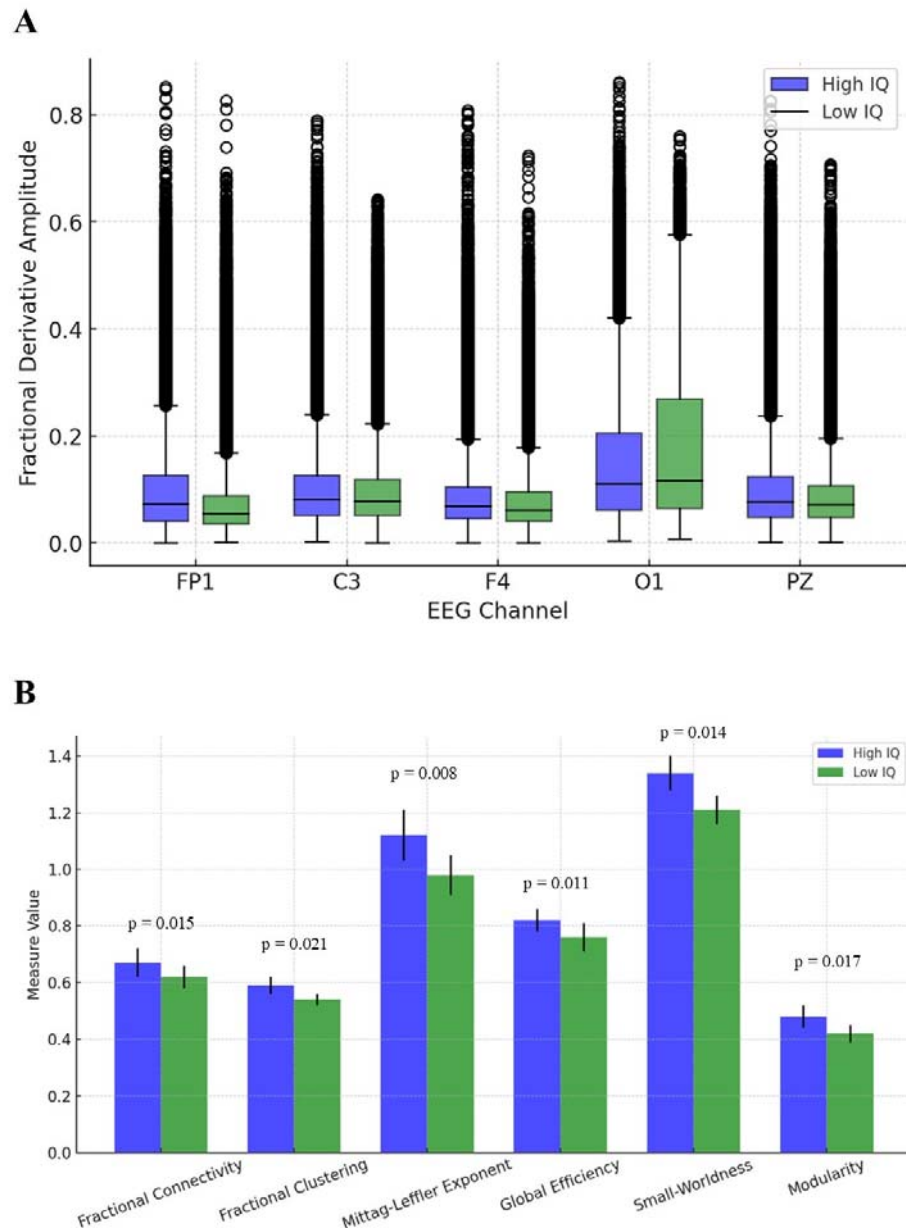 A
High IQ
Low IQ
Fractional Derivative Amplitude
0.8
0.6
0.4
0.2
0.0
FP1 C3 F4 O1 PZ
EEG Channel
B
High IQ
Low IQ
Measure Value
1.4
1.2
1.0
0.8
0.6
0.4
0.2
0.0
p = 0.015
p = 0.021
p = 0.008
p = 0.011
p = 0.014
p = 0.017
Fractional Connectivity
Fractional Clustering
Mittag-Leffler Exponent
Global Efficiency
Small-Worldness
Modularity